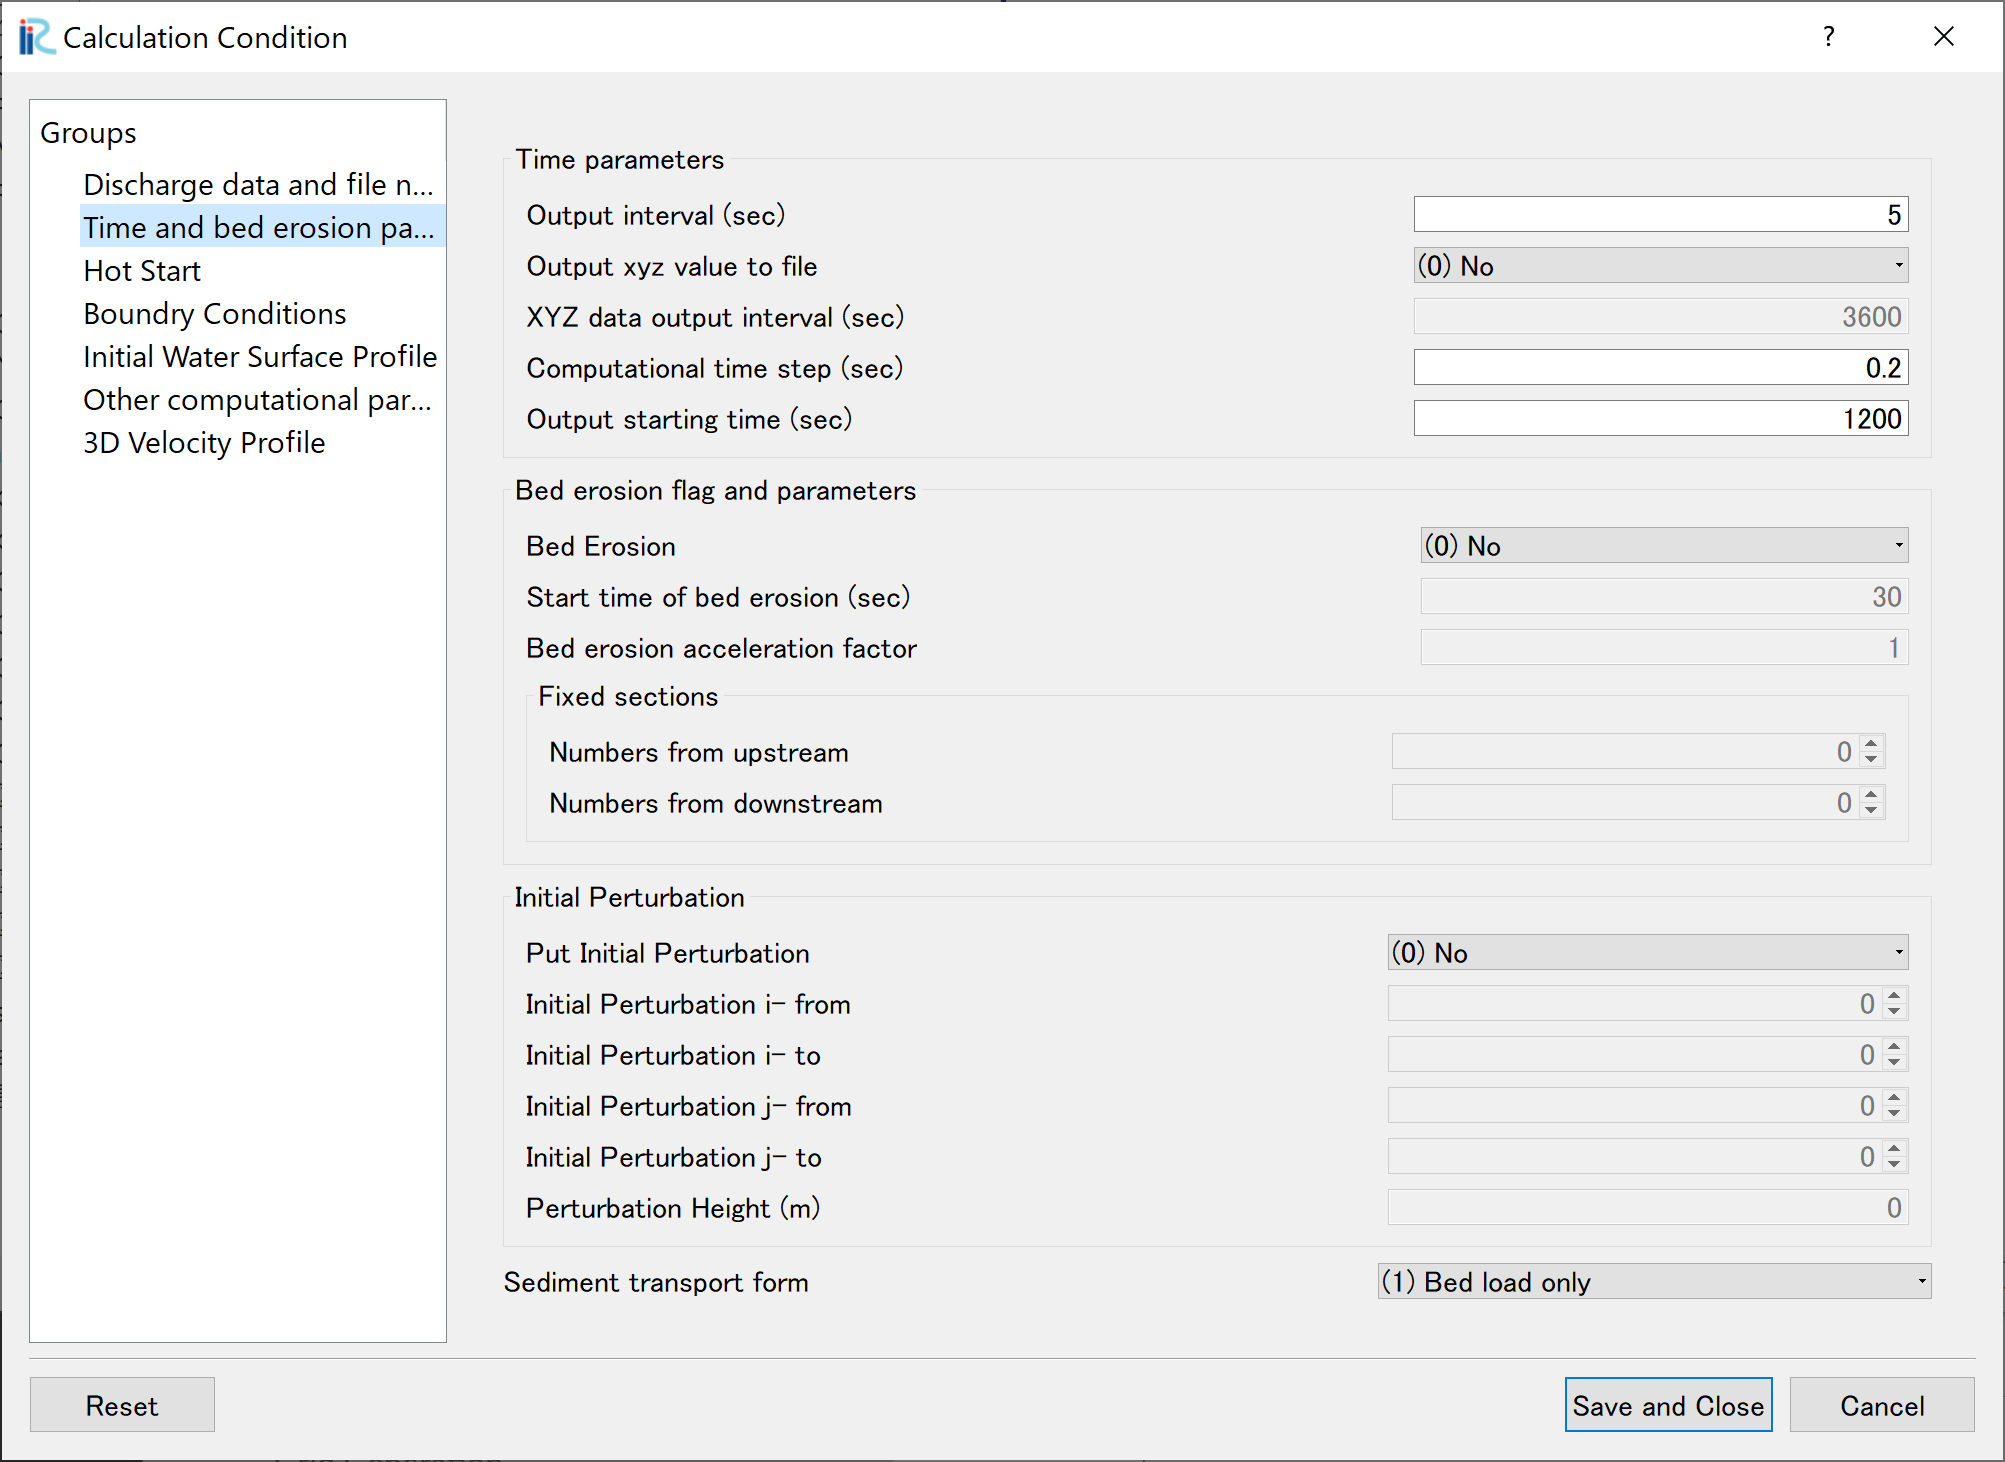 Calculation Condition
?
Groups
Discharge data and file n...
Time and bed erosion pa...
Hot Start
Boundry Conditions
Initial Water Surface Profile
Other computational par...
3D Velocity Profile
Time parameters
Output interval (sec) 5
Output xyz value to file (0) No
XYZ data output interval (sec) 3600
Computational time step (sec) 0.2
Output starting time (sec) 1200
Bed erosion flag and parameters
Bed Erosion (0) No
Start time of bed erosion (sec) 30
Bed erosion acceleration factor 1
Fixed sections
Numbers from upstream 0
Numbers from downstream 0
Initial Perturbation
Put Initial Perturbation (0) No
Initial Perturbation i- from 0
Initial Perturbation i- to 0
Initial Perturbation j- from 0
Initial Perturbation j- to 0
Perturbation Height (m) 0
Sediment transport form (1) Bed load only
Reset
Save and Close
Cancel